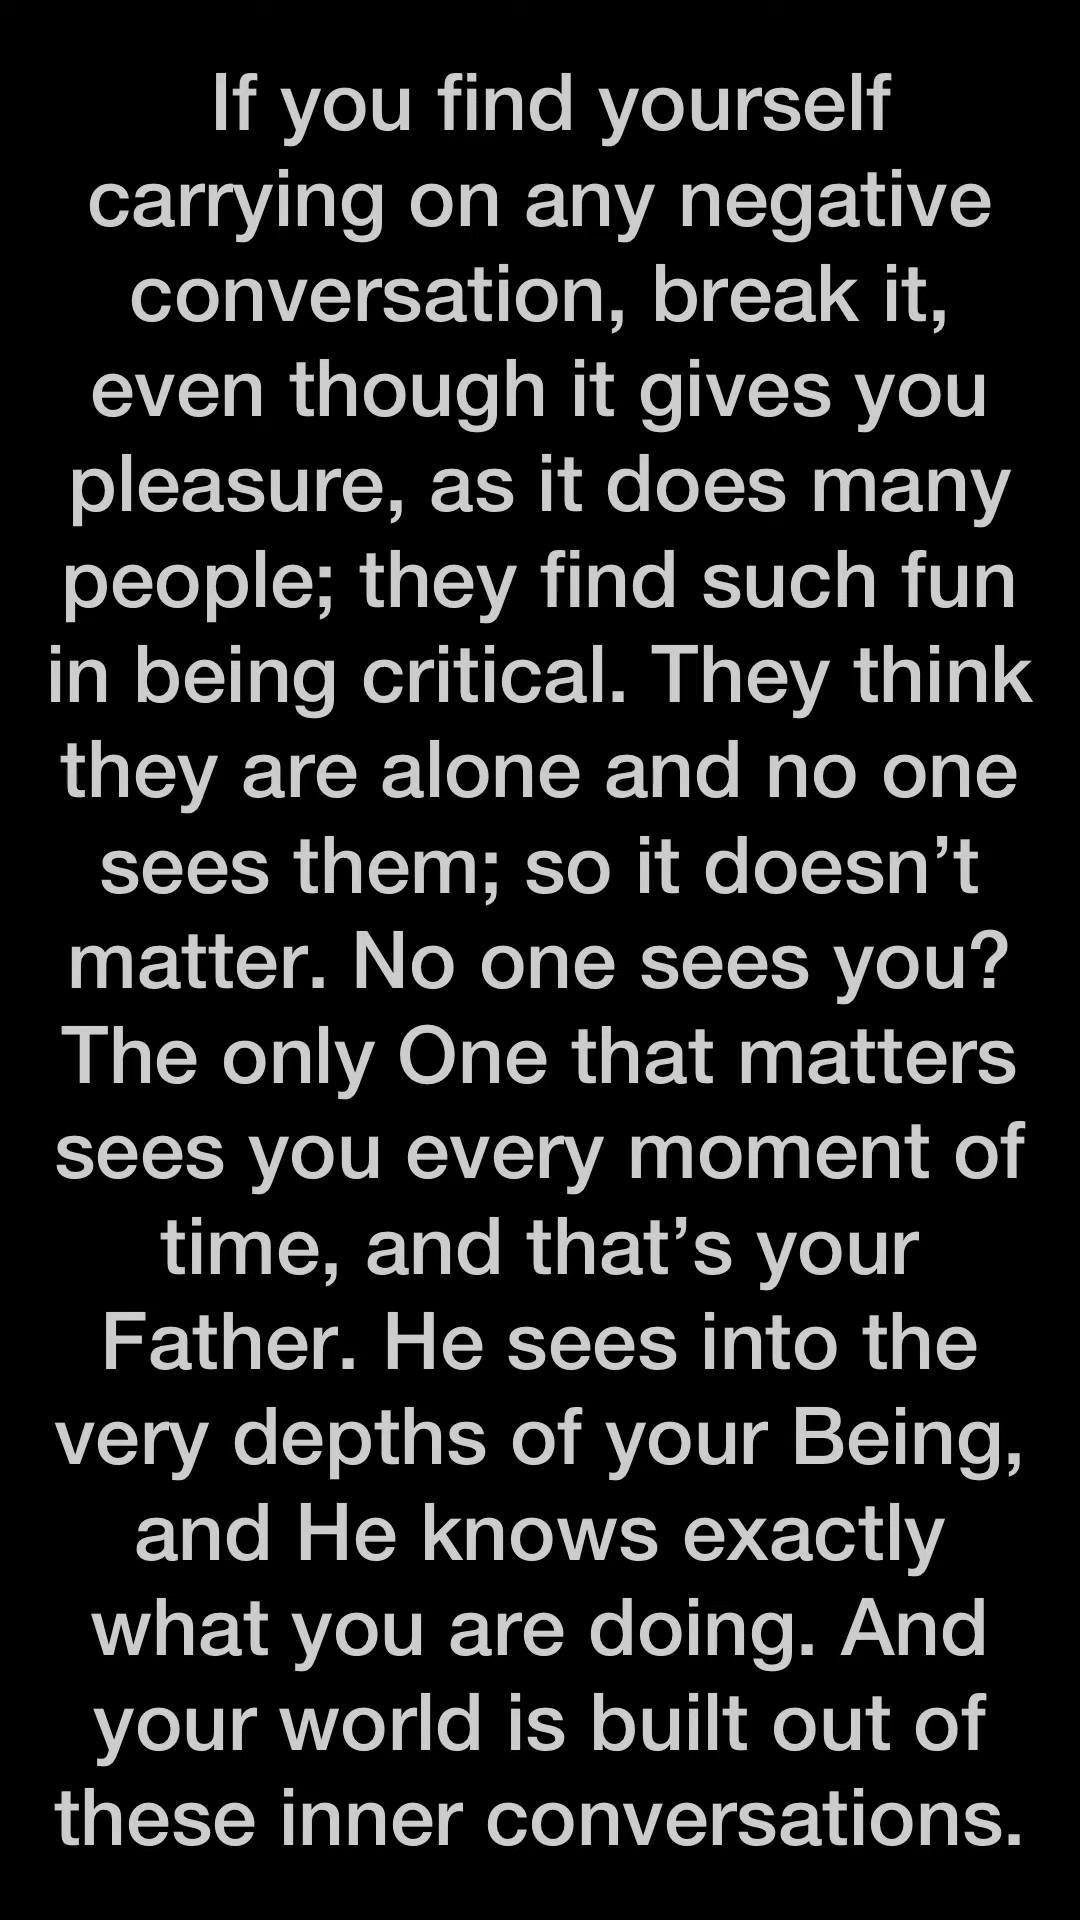 If you find yourself
carrying on any negative
conversation, break it,
even though it gives you
pleasure, as it does many
people; they find such fun
in being critical. They think
they are alone and no one
sees them; so it doesn’t
matter. No one sees you?
The only One that matters
sees you every moment of
time, and that’s your
Father. He sees into the
very depths of your Being,
and He knows exactly
what you are doing. And
your world is built out of
these inner conversations.